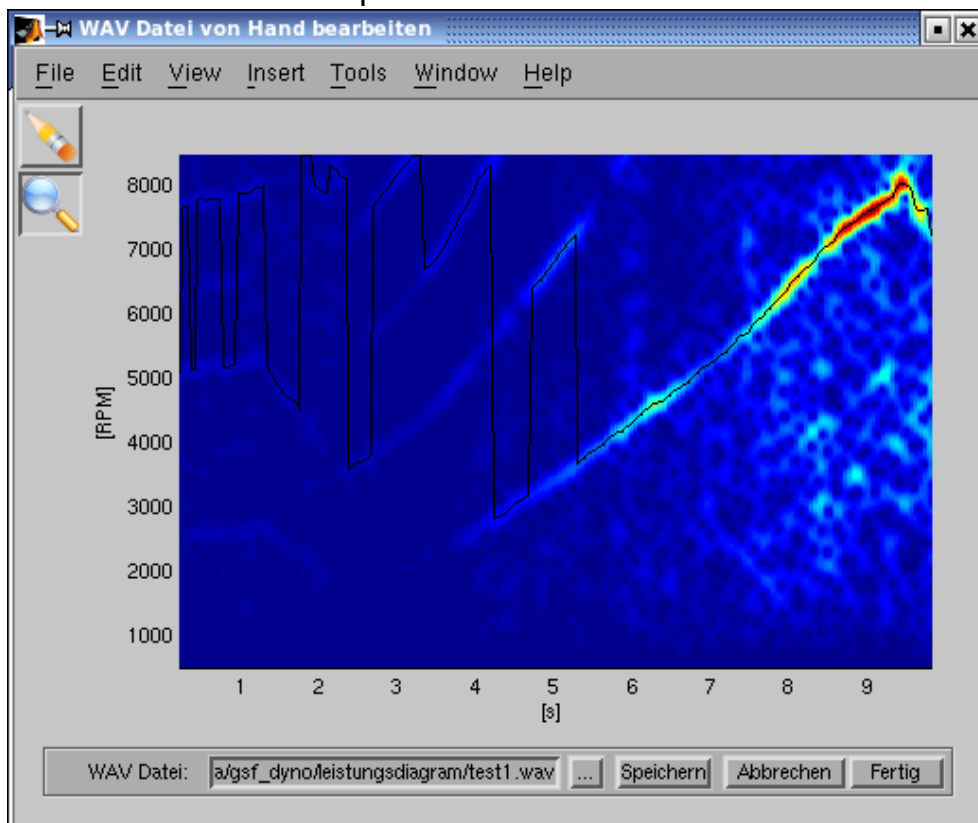 WAV Datei von Hand bearbeiten
File Edit View Insert Tools Window Help
8000
7000
6000
5000
4000
3000
2000
1000
[RPM]
1 2 3 4 5 6 7 8 9
[s]
WAV Datei: a/gsf_dyno/leistungsdiagram/test1.wav ... Speichern Abbrechen Fertig